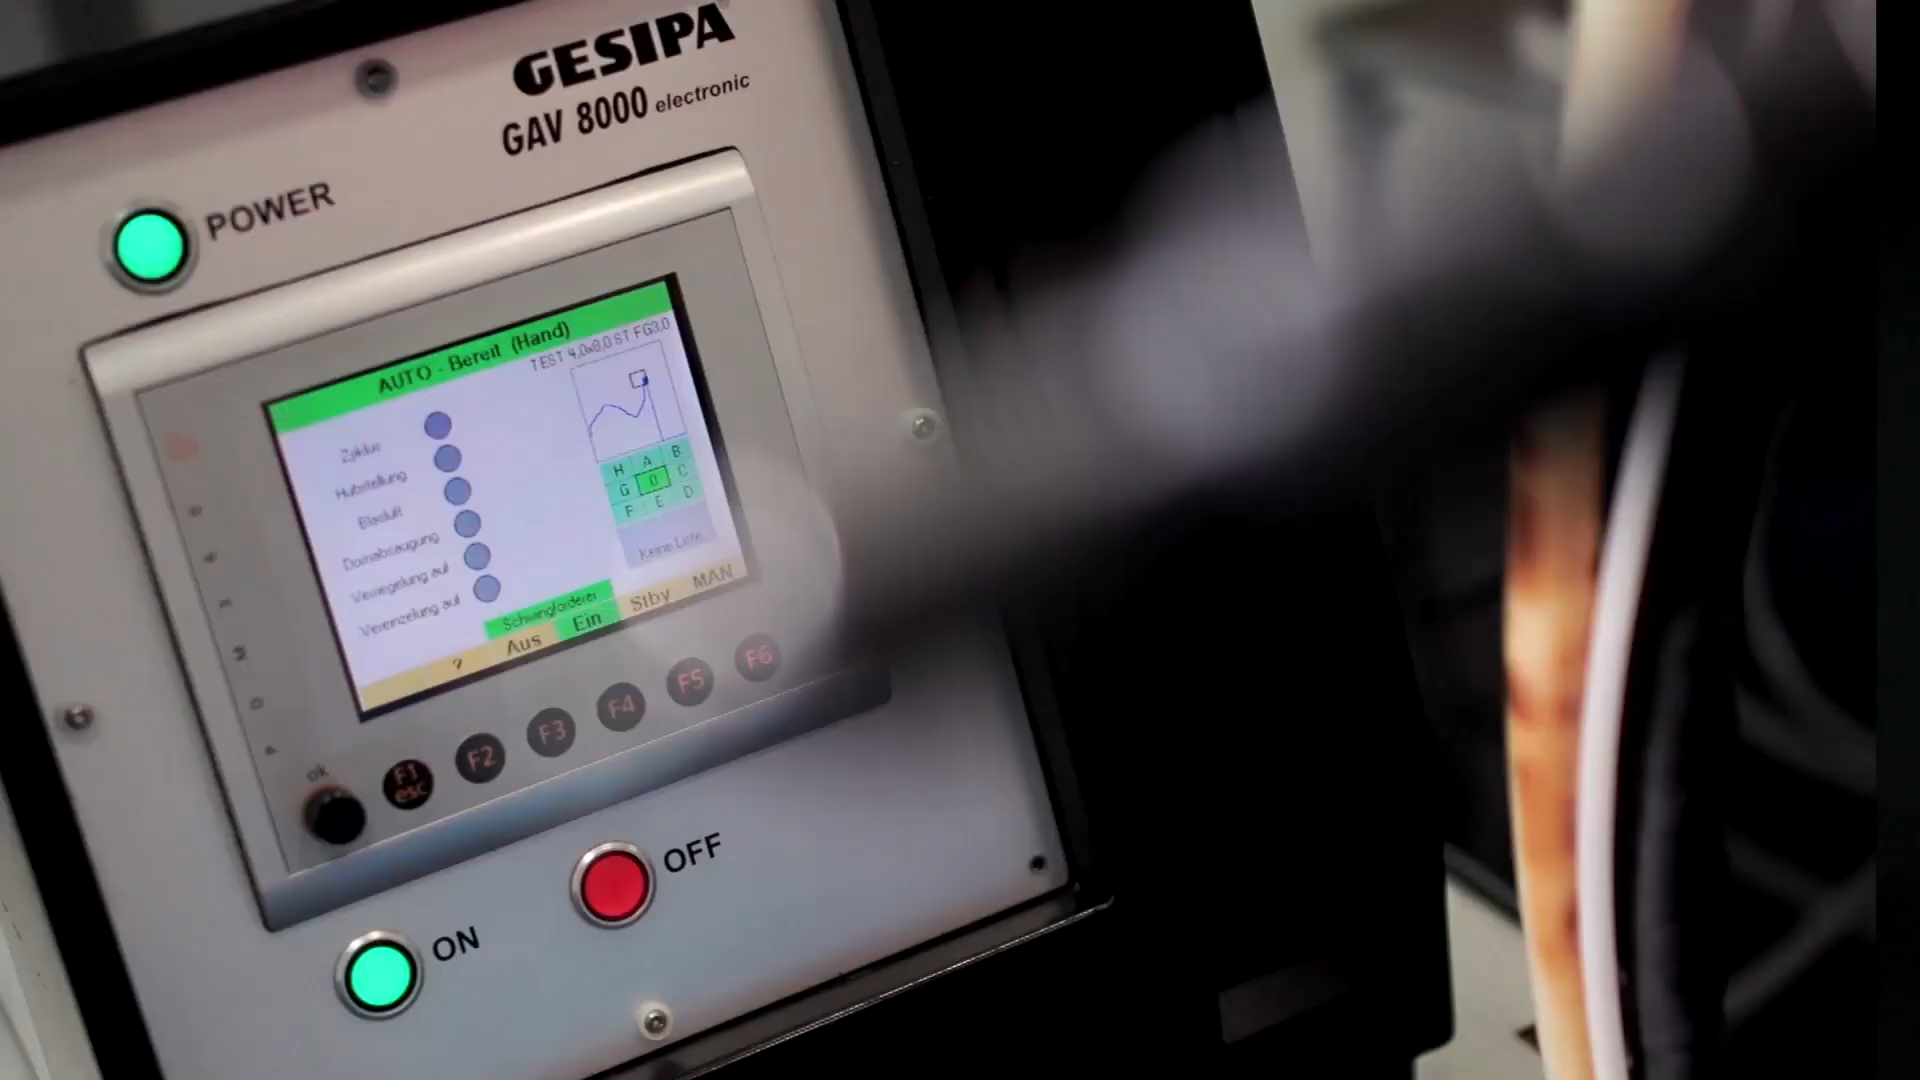 GESIPA
GAV 8000 electronic
POWER
AUTO - Bereit (Hand)
TEST 4,0x8,0 ST FG3.0
Zyklus
Hubstellung
Blasluft
Dornabsaugung
Verriegelung auf
Vereinzelung auf
H A B
G 0 C
F E D
Keine Liste
Schwingförderer
? Aus Ein Stby MAN
ok
F1 esc F2 F3 F4 F5 F6
OFF
ON